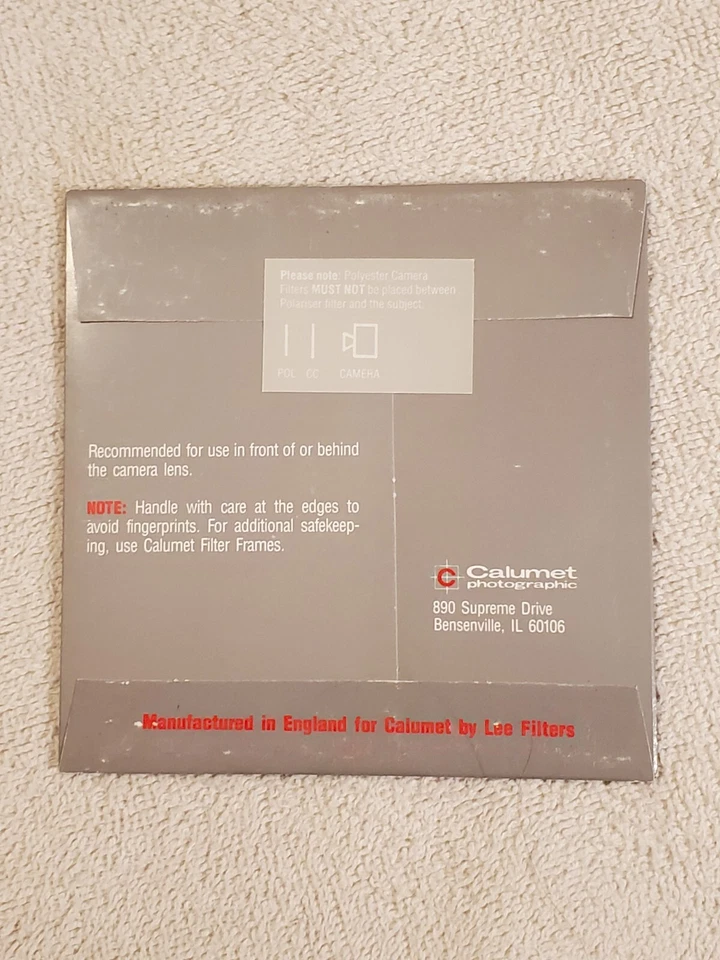 Please note: Polyester Camera
Filters MUST NOT be placed between
Polariser filter and the subject
POL CC CAMERA
Recommended for use in front of or behind
the camera lens.
NOTE: Handle with care at the edges to
avoid fingerprints. For additional safekeep-
ing, use Calumet Filter Frames.
C Calumet
photographic
890 Supreme Drive
Bensenville, IL 60106
Manufactured in England for Calumet by Lee Filters